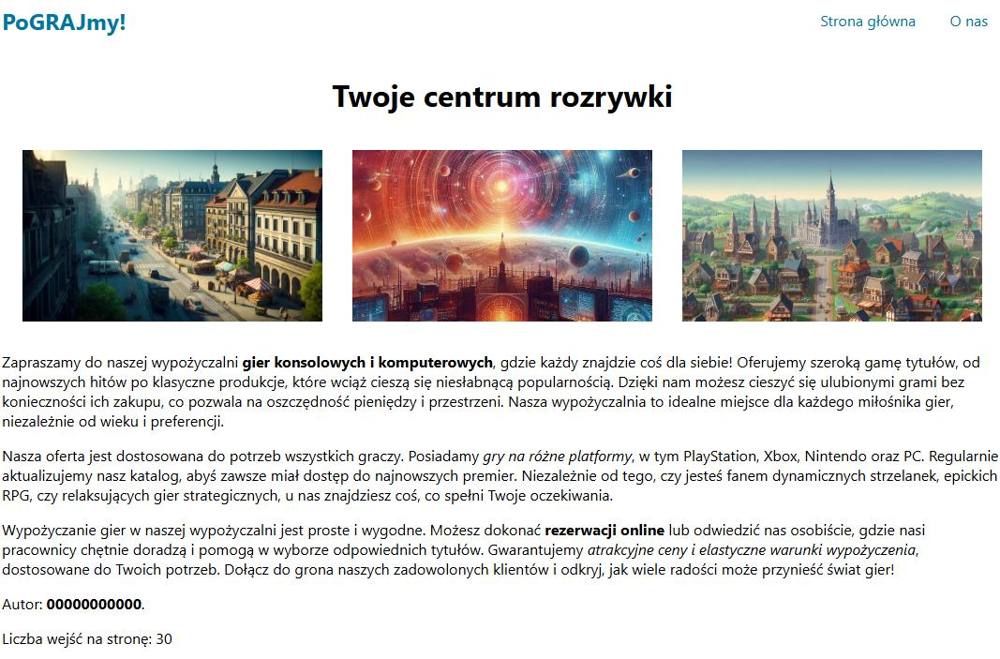 PoGRAJmy!
Strona główna
O nas
Twoje centrum rozrywki
Zapraszamy do naszej wypożyczalni gier konsolowych i komputerowych, gdzie każdy znajdzie coś dla siebie! Oferujemy szeroką gamę tytułów, od
najnowszych hitów po klasyczne produkcje, które wciąż cieszą się niesłabnącą popularnością. Dzięki nam możesz cieszyć się ulubionymi grami bez
konieczności ich zakupu, co pozwala na oszczędność pieniędzy i przestrzeni. Nasza wypożyczalnia to idealne miejsce dla każdego miłośnika gier,
niezależnie od wieku i preferencji.
Nasza oferta jest dostosowana do potrzeb wszystkich graczy. Posiadamy gry na różne platformy, w tym PlayStation, Xbox, Nintendo oraz PC. Regularnie
aktualizujemy nasz katalog, abyś zawsze miał dostęp do najnowszych premier. Niezależnie od tego, czy jesteś fanem dynamicznych strzelanek, epickich
RPG, czy relaksujących gier strategicznych, u nas znajdziesz coś, co spełni Twoje oczekiwania.
Wypożyczanie gier w naszej wypożyczalni jest proste i wygodne. Możesz dokonać rezerwacji online lub odwiedzić nas osobiście, gdzie nasi
pracownicy chętnie doradzą i pomogą w wyborze odpowiednich tytułów. Gwarantujemy atrakcyjne ceny i elastyczne warunki wypożyczenia,
dostosowane do Twoich potrzeb. Dołącz do grona naszych zadowolonych klientów i odkryj, jak wiele radości może przynieść świat gier!
Autor: 00000000000.
Liczba wejść na stronę: 30